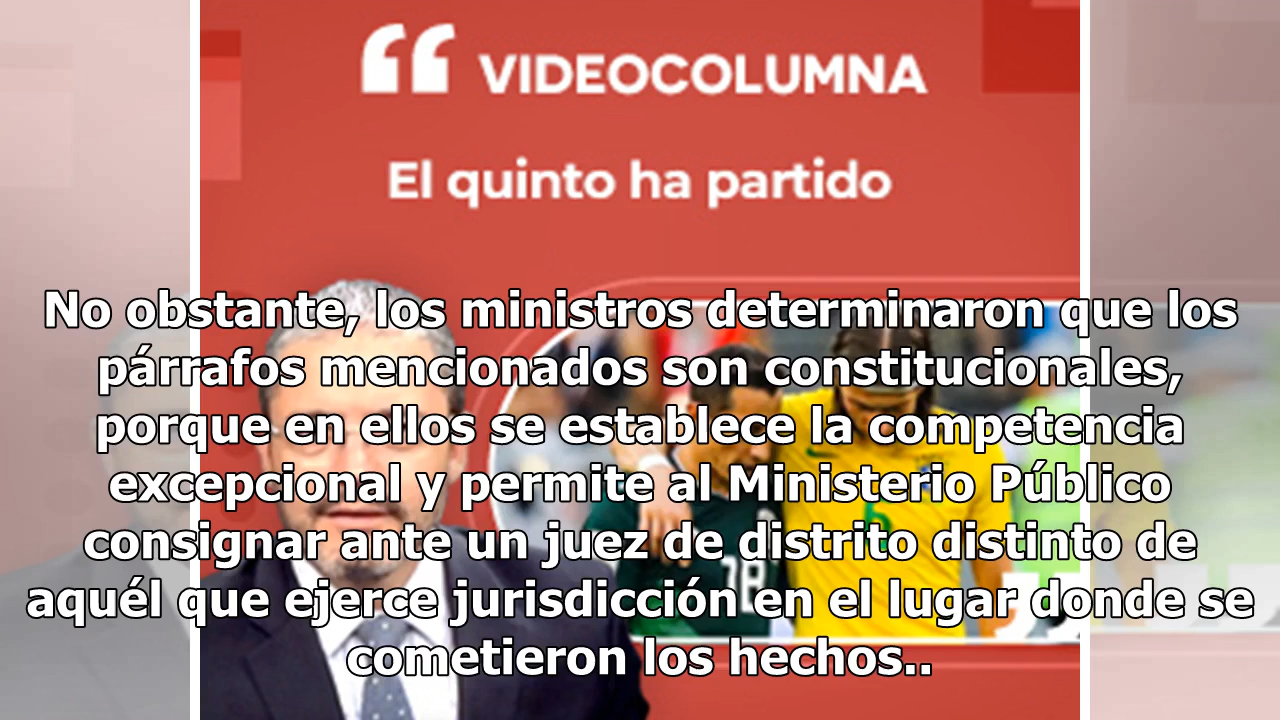 “ VIDEOCOLUMNA
El quinto ha partido
No obstante, los ministros determinaron que los
párrafos mencionados son constitucionales,
porque en ellos se establece la competencia
excepcional y permite al Ministerio Público
consignar ante un juez de distrito distinto de
aquél que ejerce jurisdicción en el lugar donde se
cometieron los hechos..
18
6